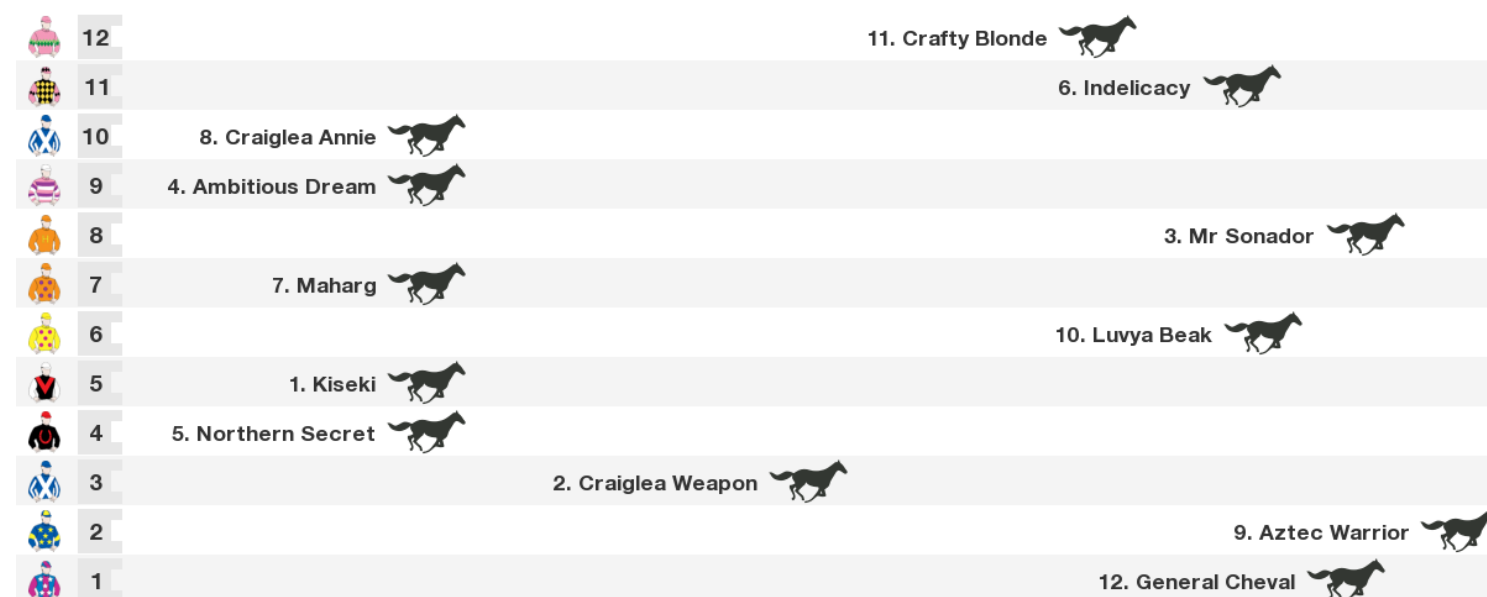 12 11. Crafty Blonde
11 6. Indelicacy
10 8. Craiglea Annie
9 4. Ambitious Dream
8 3. Mr Sonador
7 7. Maharg
6 10. Luvya Beak
5 1. Kiseki
4 5. Northern Secret
3 2. Craiglea Weapon
2 9. Aztec Warrior
1 12. General Cheval